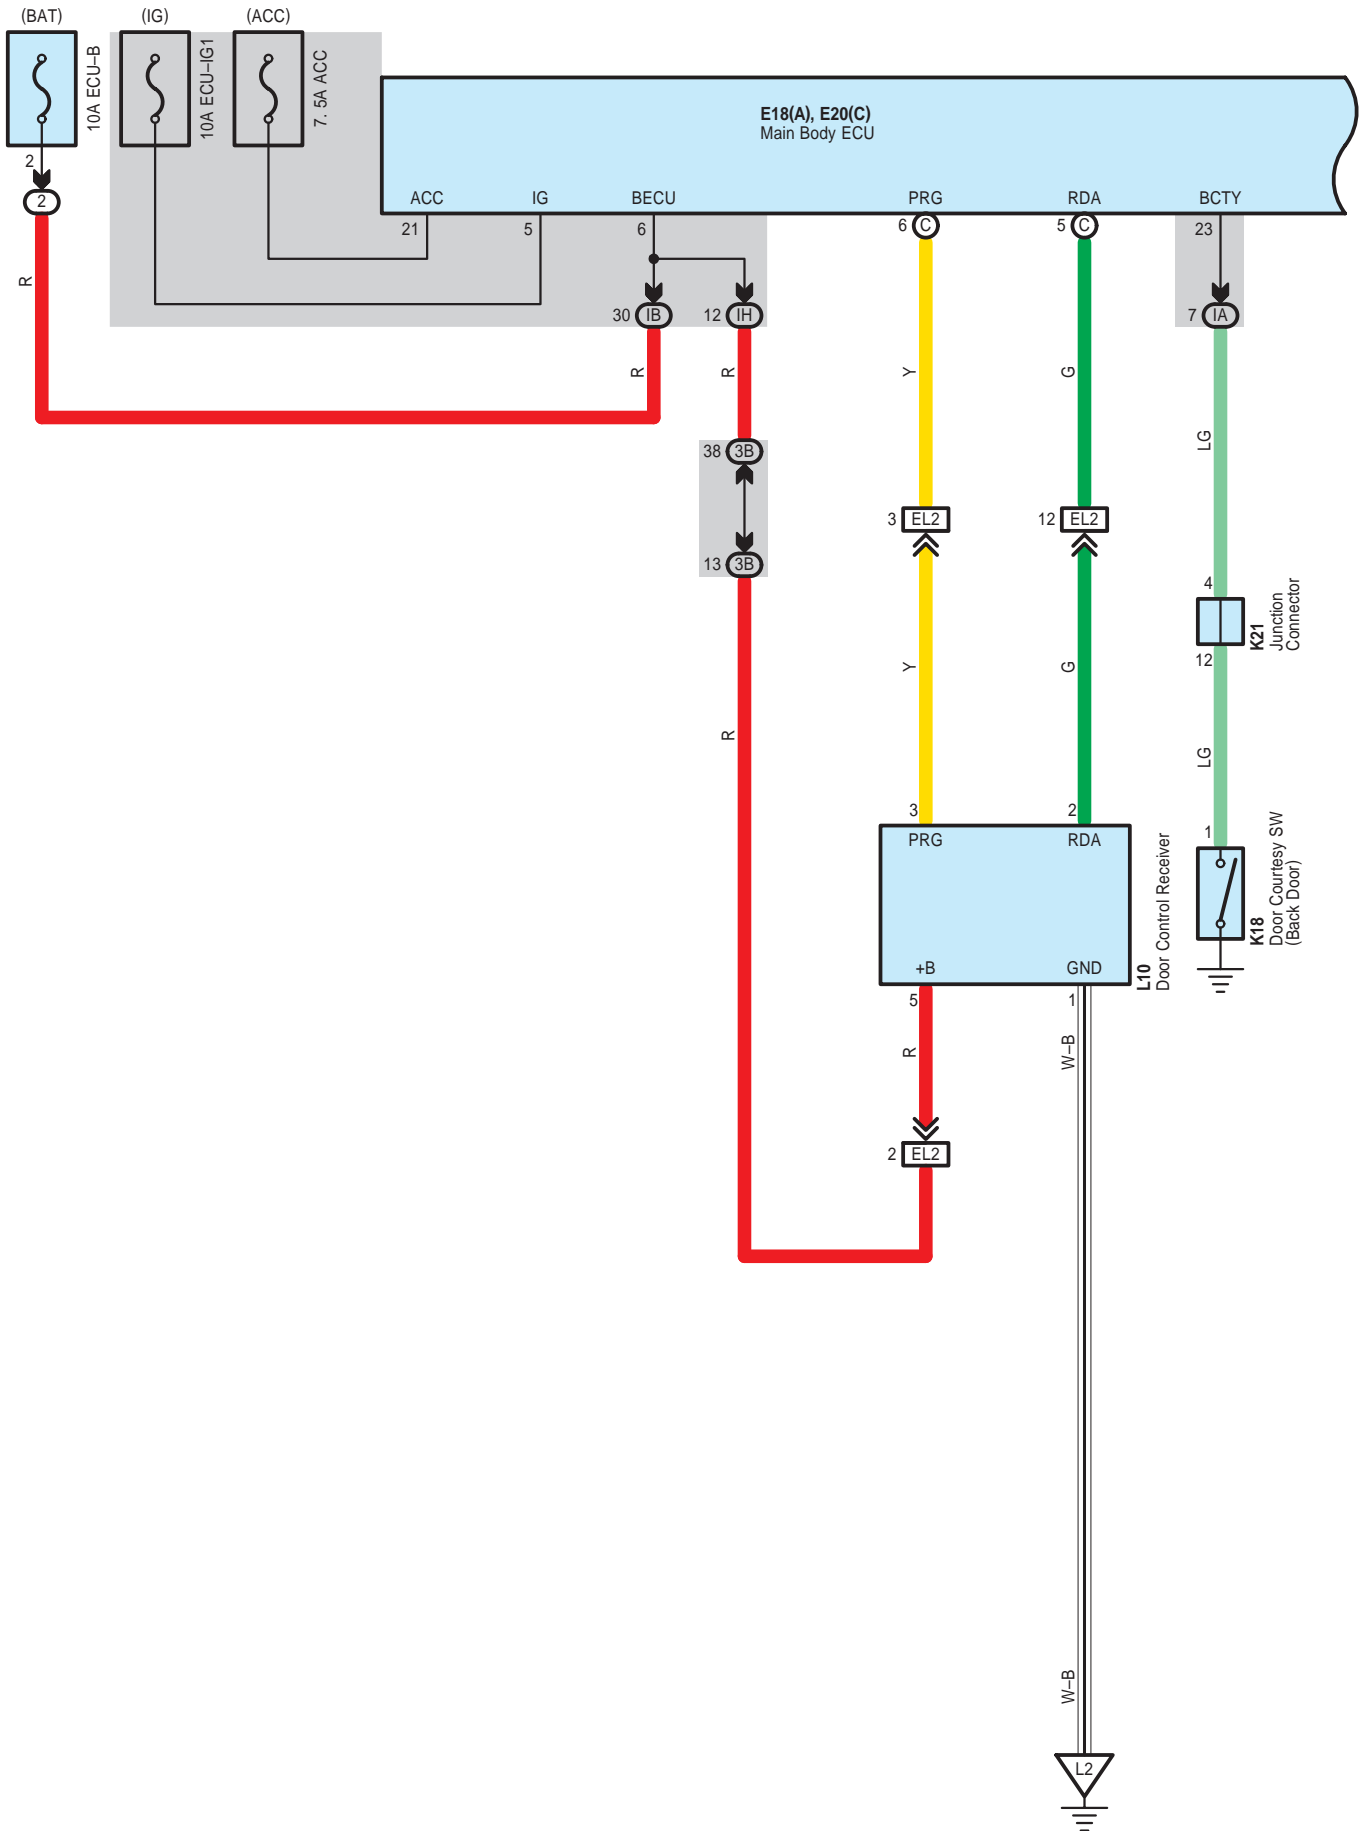 (BAT)
(IG)
(ACC)
10A ECU–B
10A ECU–IG1
7. 5A ACC
E18(A), E20(C)
Main Body ECU
ACC
IG
BECU
PRG
RDA
BCTY
2
21
5
6
6 C
5 C
23
2
R
30 IB
12 IH
7 IA
R
R
Y
G
LG
38 3B
3 EL2
12 EL2
13 3B
4
K21
Junction
Connector
12
Y
G
R
LG
3
2
1
PRG
RDA
+B
GND
L10
Door Control Receiver
K18
Door Courtesy SW
(Back Door)
5
1
R
W–B
2 EL2
W–B
L2